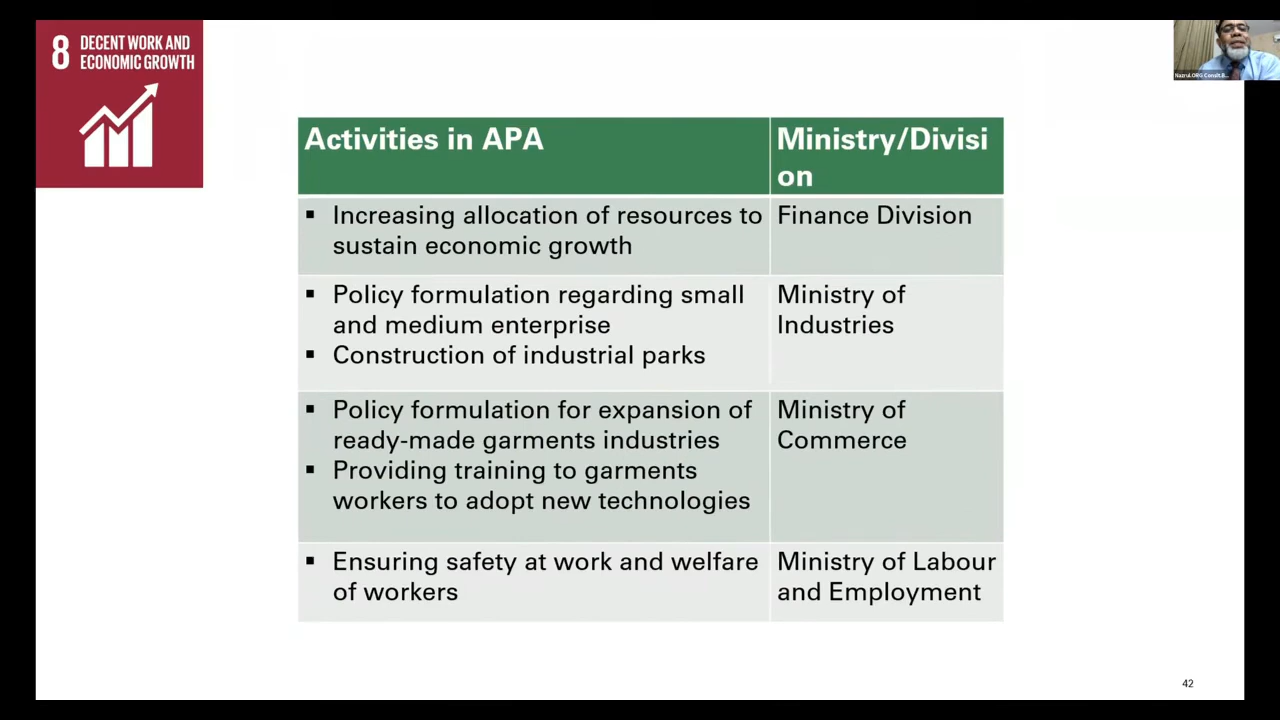 8 DECENT WORK AND
ECONOMIC GROWTH
Activities in APA
Ministry/Divisi
on
▪ Increasing allocation of resources to
sustain economic growth
Finance Division
▪ Policy formulation regarding small
and medium enterprise
▪ Construction of industrial parks
Ministry of
Industries
▪ Policy formulation for expansion of
ready-made garments industries
▪ Providing training to garments
workers to adopt new technologies
Ministry of
Commerce
▪ Ensuring safety at work and welfare
of workers
Ministry of Labour
and Employment
42